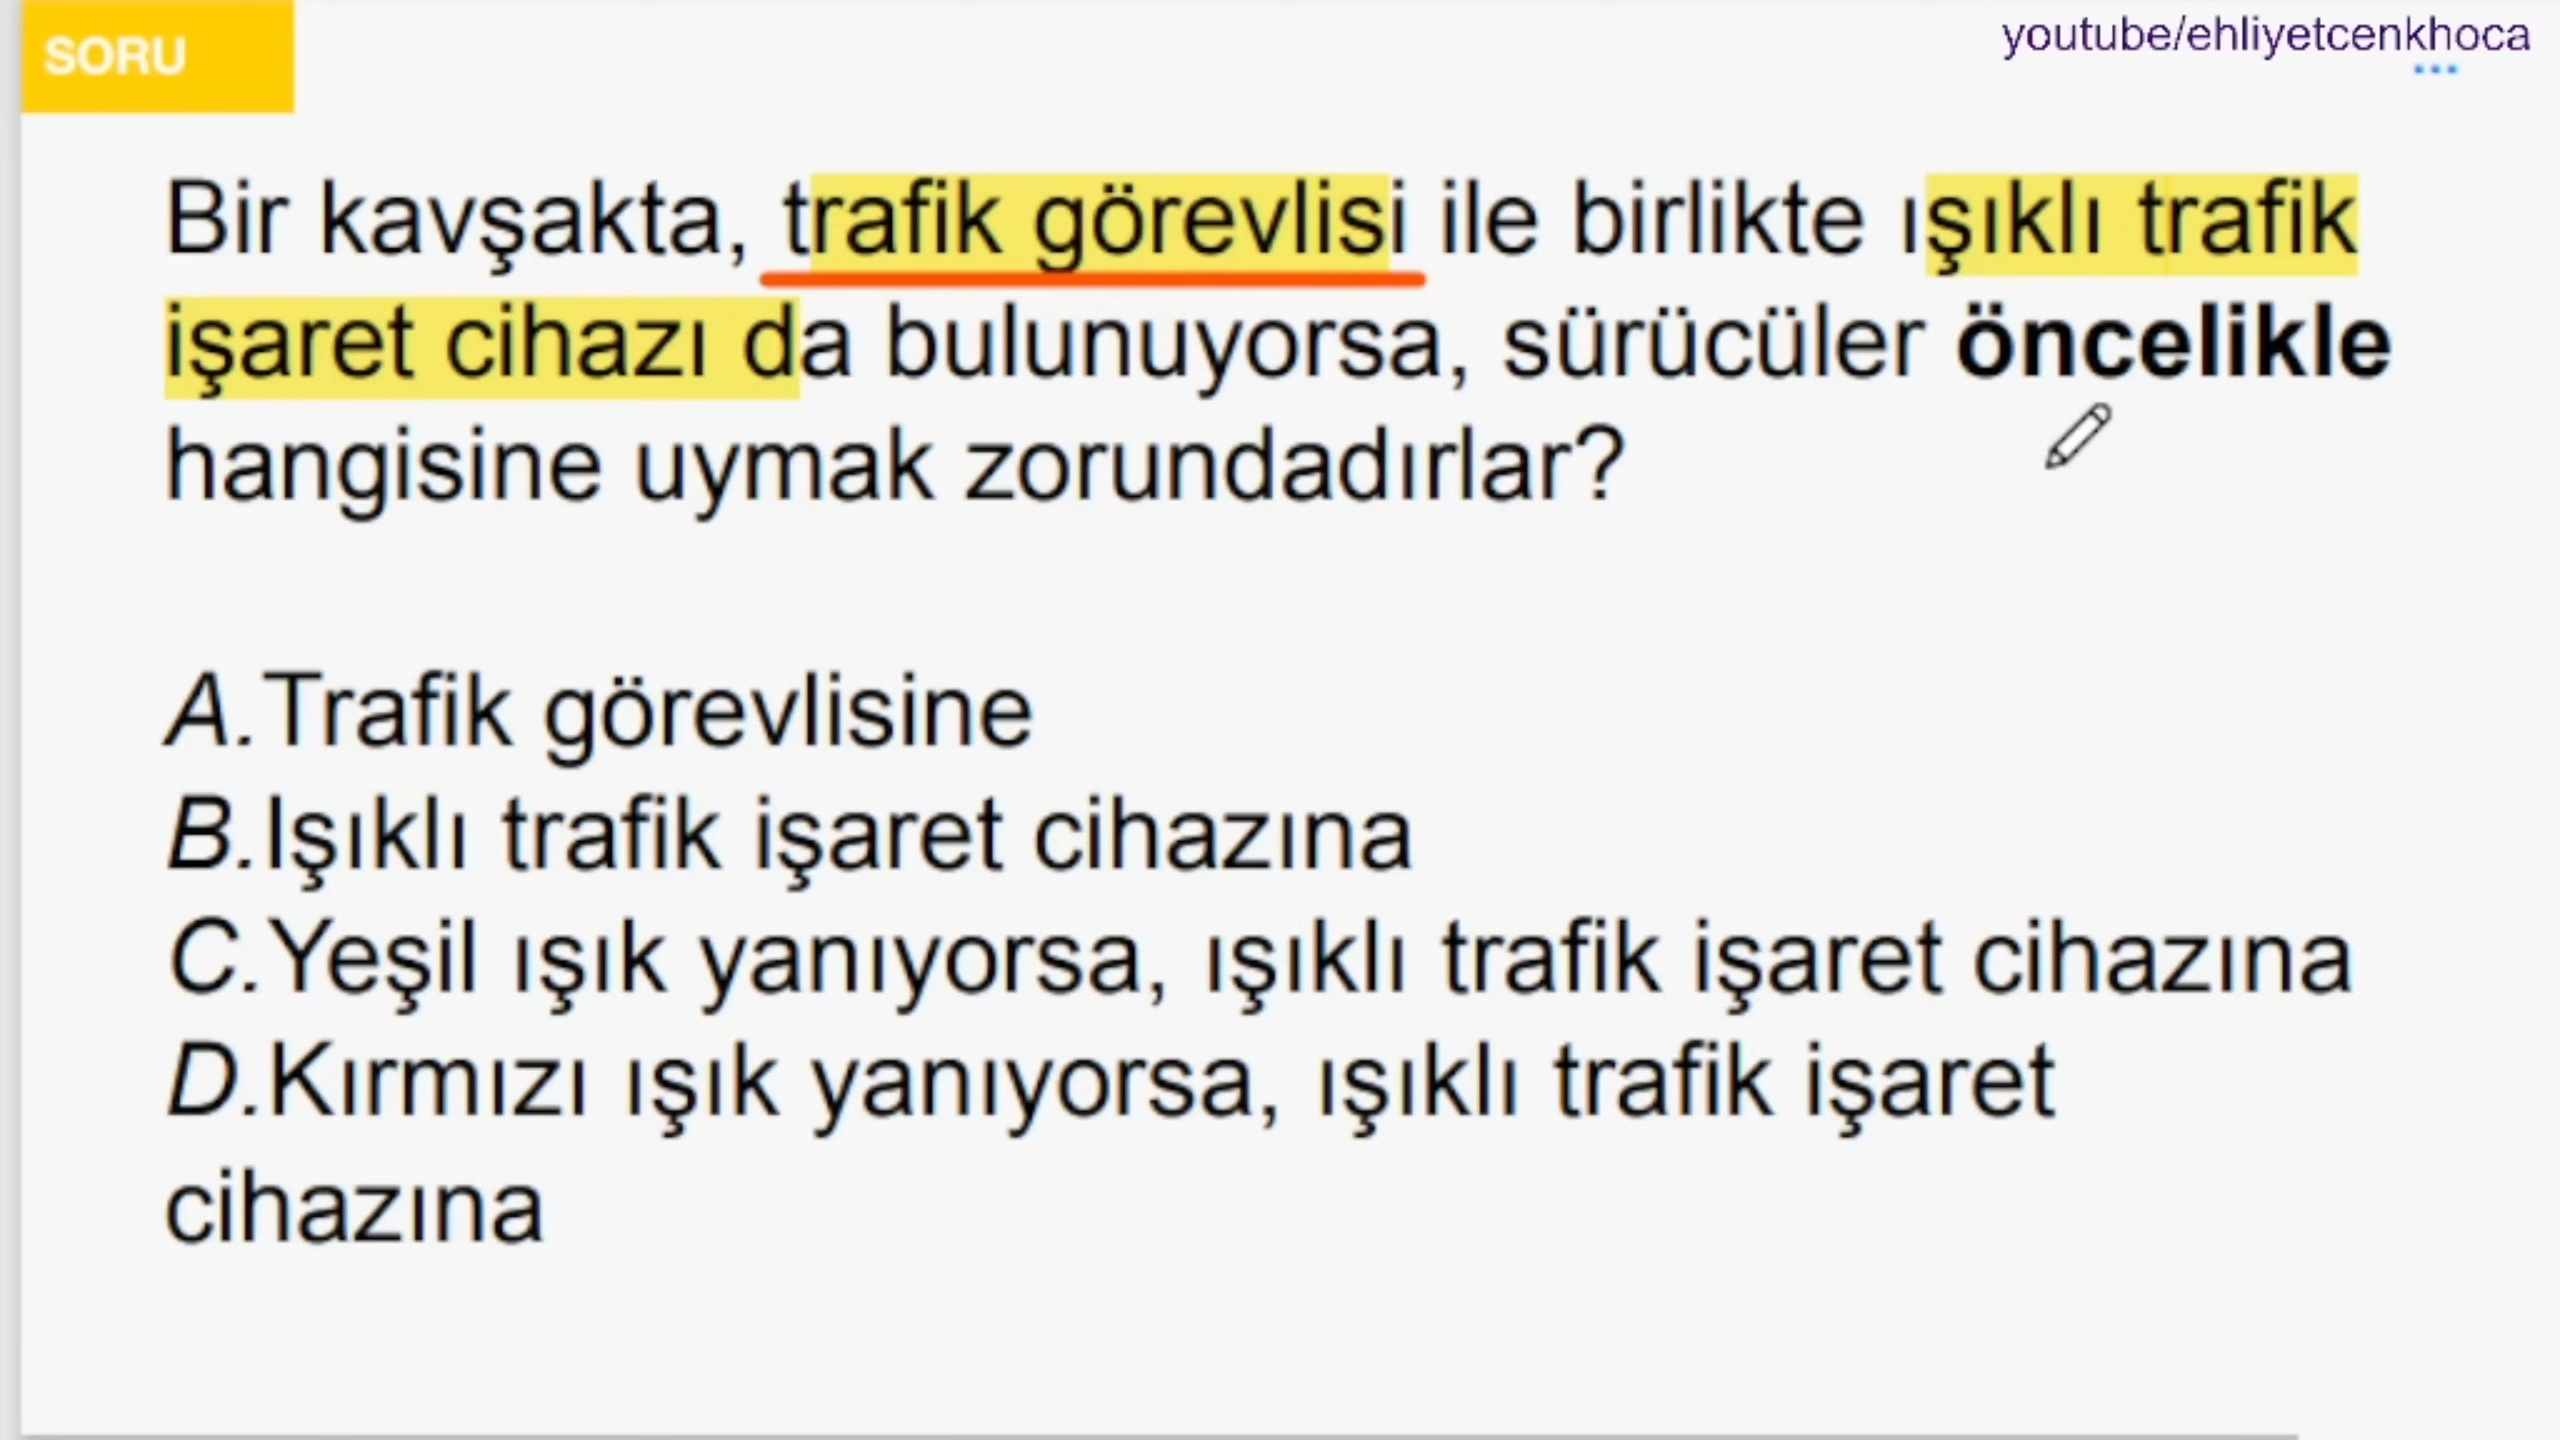 SORU
youtube/ehliyetcenkhoca
Bir kavşakta, trafik görevlisi ile birlikte ışıklı trafik
işaret cihazı da bulunuyorsa, sürücüler öncelikle
hangisine uymak zorundadırlar?
A.Trafik görevlisine
B.Işıklı trafik işaret cihazına
C.Yeşil ışık yanıyorsa, ışıklı trafik işaret cihazına
D.Kırmızı ışık yanıyorsa, ışıklı trafik işaret
cihazına